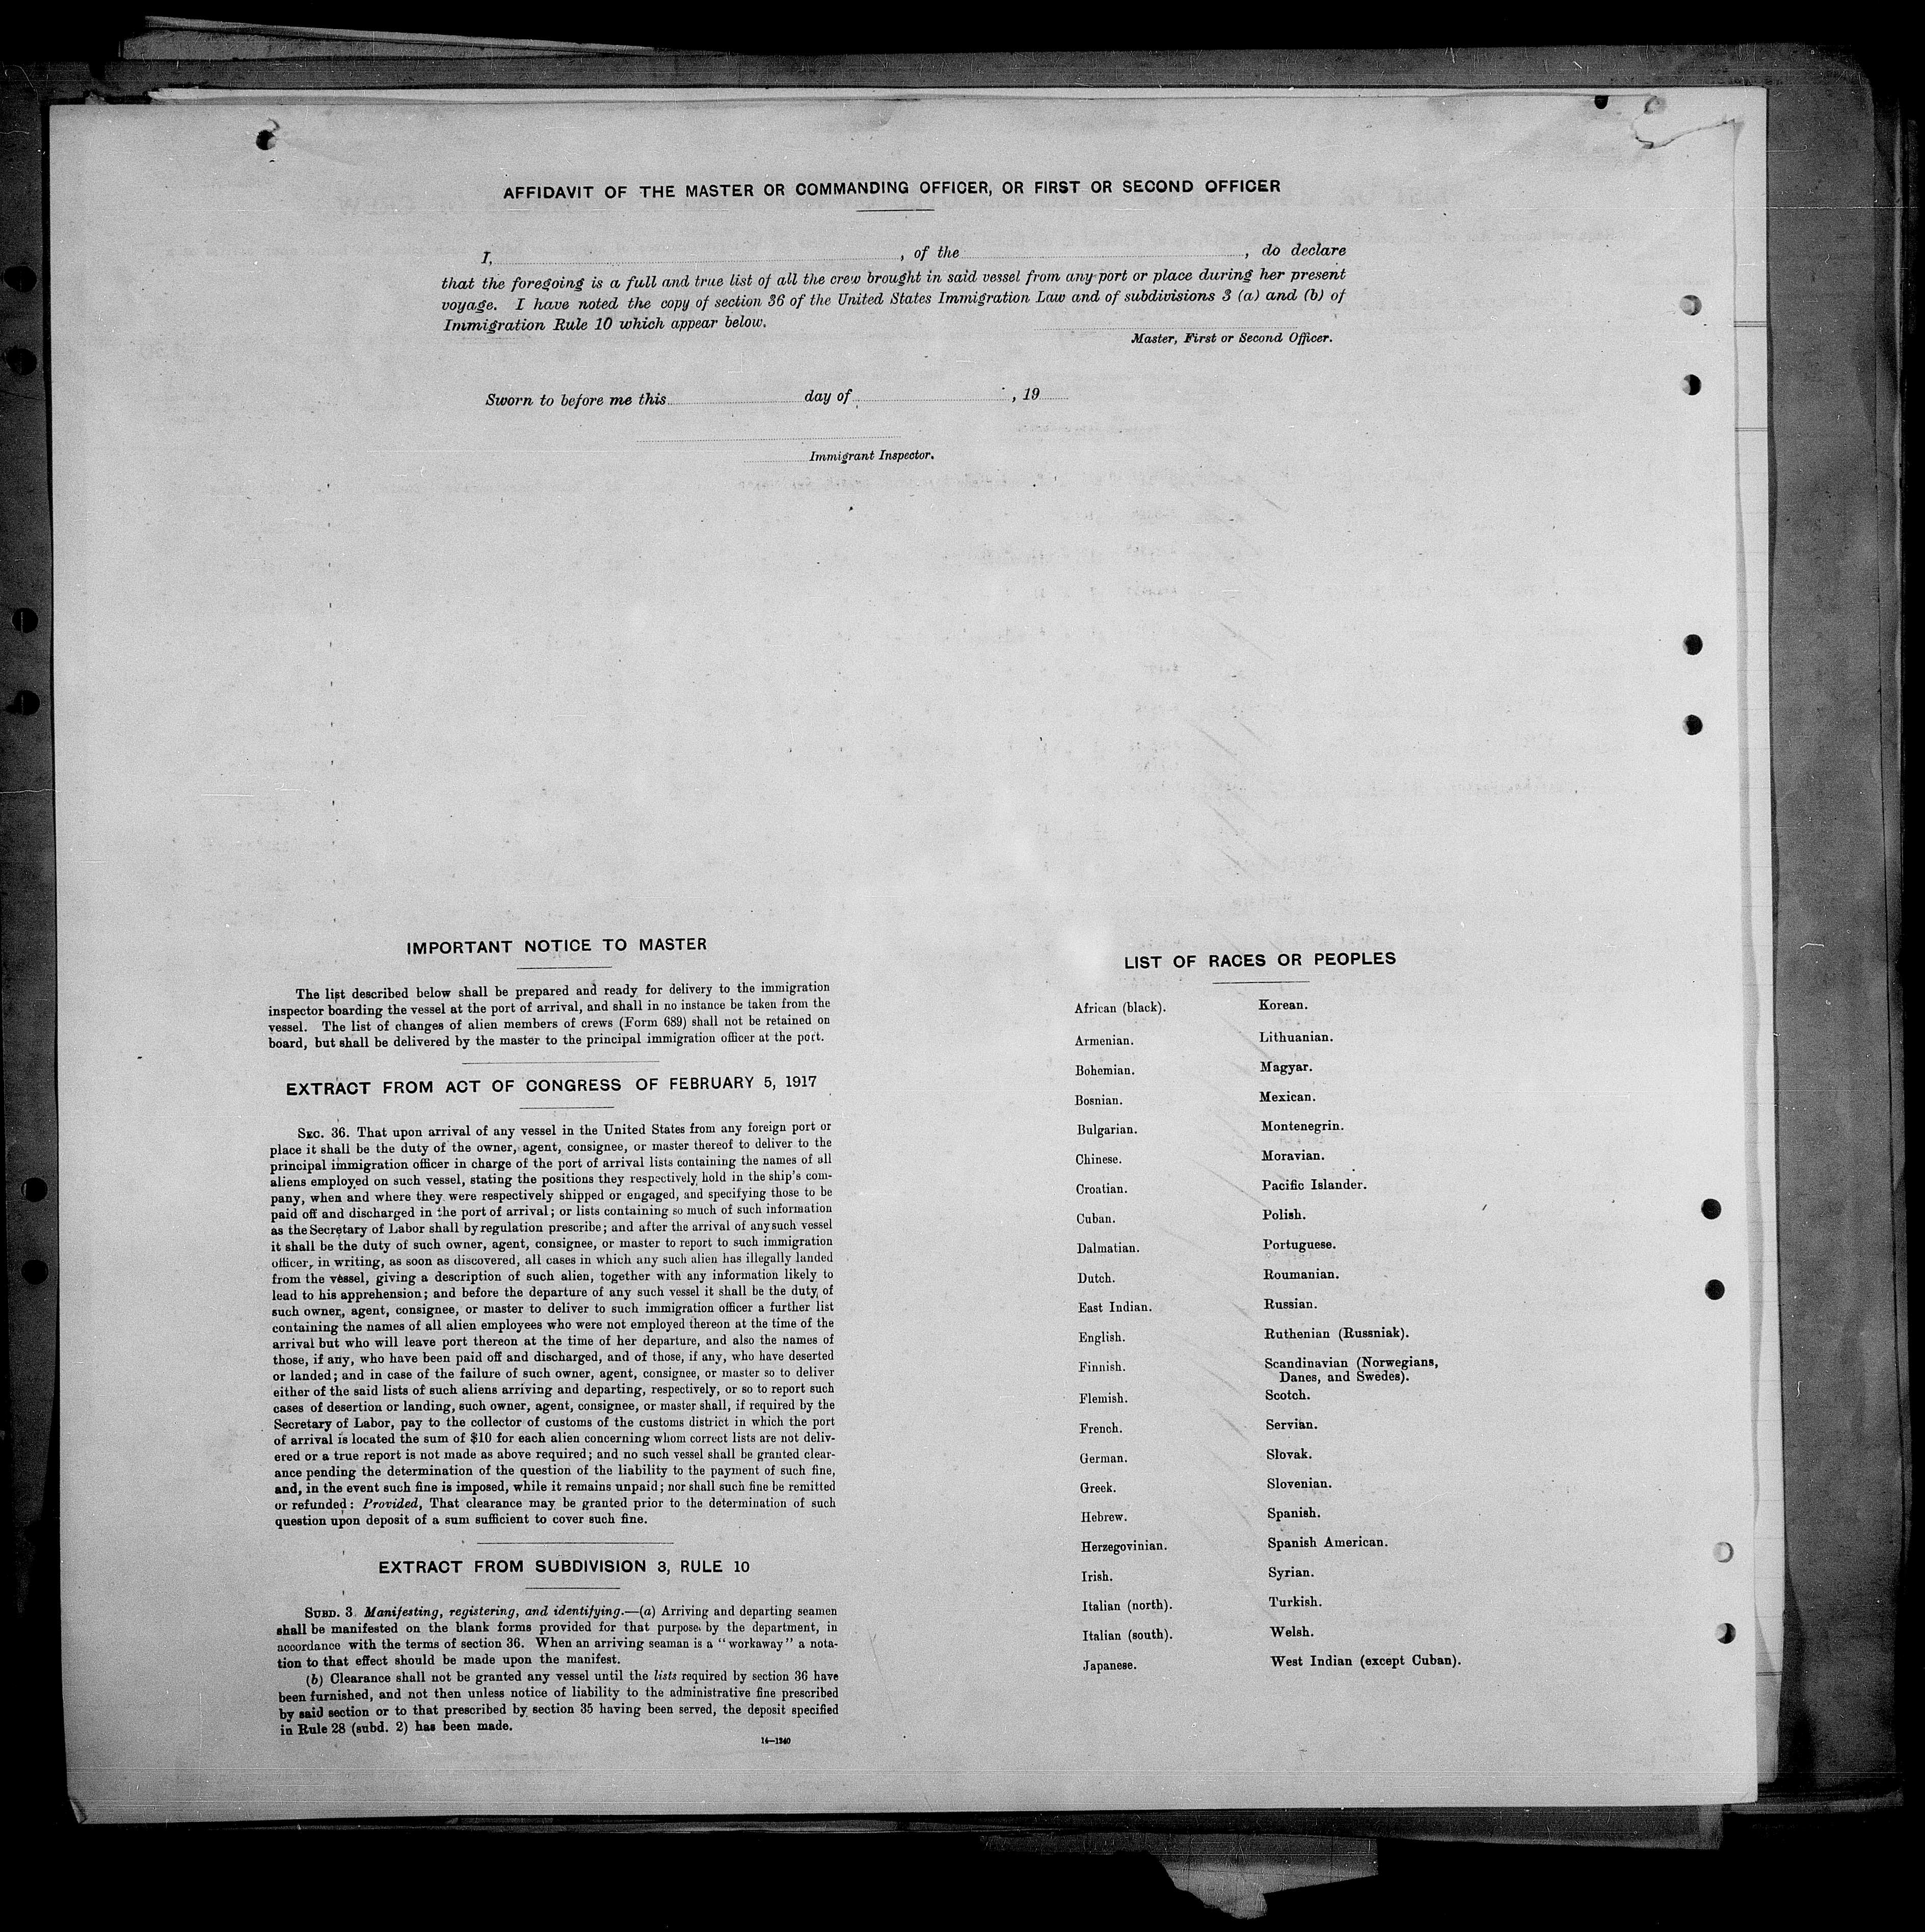 AFFIDAVIT OF THE MASTER OR COMMANDING OFFICER, OR FIRST OR SECOND OFFICER
I, , of the , do declare
that the foregoing is a full and true list of all the crew brought in said vessel from any port or place during her present
voyage. I have noted the copy of section 36 of the United States Immigration Law and of subdivisions 3 (a) and (b) of
Immigration Rule 10 which appear below.
Master, First or Second Officer.
Sworn to before me this day of , 19
Immigrant Inspector.
IMPORTANT NOTICE TO MASTER
The list described below shall be prepared and ready for delivery to the immigration
inspector boarding the vessel at the port of arrival, and shall in no instance be taken from the
vessel. The list of changes of alien members of crews (Form 689) shall not be retained on
board, but shall be delivered by the master to the principal immigration officer at the port.
EXTRACT FROM ACT OF CONGRESS OF FEBRUARY 5, 1917
SEC. 36. That upon arrival of any vessel in the United States from any foreign port or
place it shall be the duty of the owner, agent, consignee, or master thereof to deliver to the
principal immigration officer in charge of the port of arrival lists containing the names of all
aliens employed on such vessel, stating the positions they respectively hold in the ship's com-
pany, when and where they were respectively shipped or engaged, and specifying those to be
paid off and discharged in the port of arrival; or lists containing so much of such information
as the Secretary of Labor shall by regulation prescribe; and after the arrival of any such vessel
it shall be the duty of such owner, agent, consignee, or master to report to such immigration
officer, in writing, as soon as discovered, all cases in which any such alien has illegally landed
from the vessel, giving a description of such alien, together with any information likely to
lead to his apprehension; and before the departure of any such vessel it shall be the duty of
such owner, agent, consignee, or master to deliver to such immigration officer a further list
containing the names of all alien employees who were not employed thereon at the time of the
arrival but who will leave port thereon at the time of her departure, and also the names of
those, if any, who have been paid off and discharged, and of those, if any, who have deserted
or landed; and in case of the failure of such owner, agent, consignee, or master so to deliver
either of the said lists of such aliens arriving and departing, respectively, or so to report such
cases of desertion or landing, such owner, agent, consignee, or master shall, if required by the
Secretary of Labor, pay to the collector of customs of the customs district in which the port
of arrival is located the sum of $10 for each alien concerning whom correct lists are not deliv-
ered or a true report is not made as above required; and no such vessel shall be granted clear-
ance pending the determination of the question of the liability to the payment of such fine,
and, in the event such fine is imposed, while it remains unpaid; nor shall such fine be remitted
or refunded: Provided, That clearance may be granted prior to the determination of such
question upon deposit of a sum sufficient to cover such fine.
EXTRACT FROM SUBDIVISION 3, RULE 10
SUBD. 3. Manifesting, registering, and identifying.—(a) Arriving and departing seamen
shall be manifested on the blank forms provided for that purpose by the department, in
accordance with the terms of section 36. When an arriving seaman is a "workaway" a nota-
tion to that effect should be made upon the manifest.
(b) Clearance shall not be granted any vessel until the lists required by section 36 have
been furnished, and not then unless notice of liability to the administrative fine prescribed
by said section or to that prescribed by section 35 having been served, the deposit specified
in Rule 28 (subd. 2) has been made.
14—1240
LIST OF RACES OR PEOPLES
African (black).
Armenian.
Bohemian.
Bosnian.
Bulgarian.
Chinese.
Croatian.
Cuban.
Dalmatian.
Dutch.
East Indian.
English.
Finnish.
Flemish.
French.
German.
Greek.
Hebrew.
Herzegovinian.
Irish.
Italian (north).
Italian (south).
Japanese.
Korean.
Lithuanian.
Magyar.
Mexican.
Montenegrin.
Moravian.
Pacific Islander.
Polish.
Portuguese.
Roumanian.
Russian.
Ruthenian (Russniak).
Scandinavian (Norwegians,
Danes, and Swedes).
Scotch.
Servian.
Slovak.
Slovenian.
Spanish.
Spanish American.
Syrian.
Turkish.
Welsh.
West Indian (except Cuban).